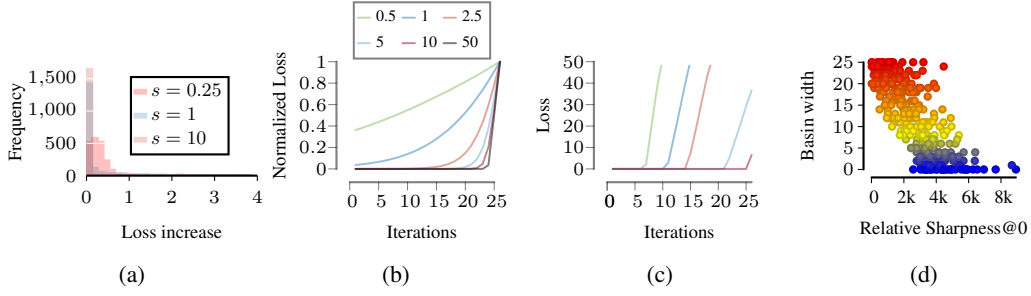 Frequency
1,500
1,000
500
0
0 1 2 3 4
s = 0.25
s = 1
s = 10
Loss increase
(a)
0.5 1 2.5
5 10 50
Normalized Loss
1
0.8
0.6
0.4
0.2
0
0 5 10 15 20 25
Iterations
(b)
Loss
50
40
30
20
10
0
0 5 10 15 20 25
Iterations
(c)
Basin width
25
20
15
10
5
0
0 2k 4k 6k 8k
Relative Sharpness@0
(d)